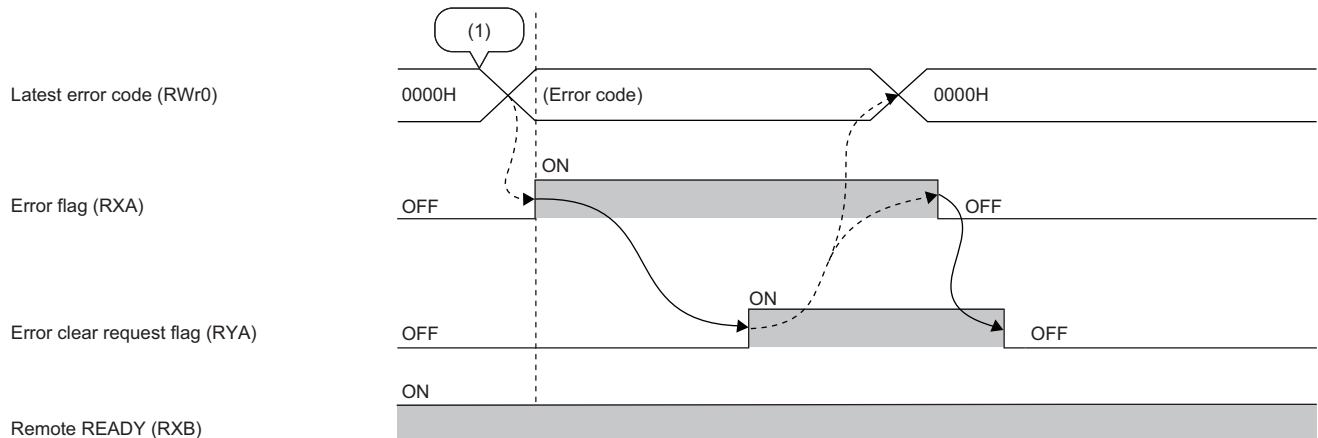 (1)
Latest error code (RWr0)
0000H
(Error code)
0000H
ON
Error flag (RXA)
OFF
OFF
ON
Error clear request flag (RYA)
OFF
OFF
ON
Remote READY (RXB)